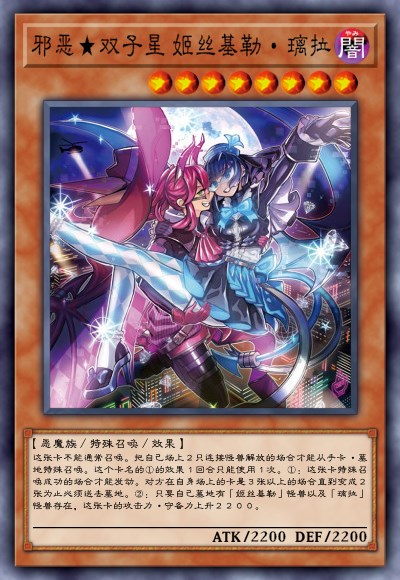 邪恶★双子星 姬丝基勒·璃拉
やみ
闇
【恶魔族/特殊召唤/效果】
这张卡不能通常召唤。把自己场上2只连接怪兽解放的场合才能从手卡·墓
地特殊召唤。这个卡名的①的效果1回合只能使用1次。①：这张卡特殊召
唤成功的场合才能发动。对方在自身场上的卡是3张以上的场合直到变成2
张为止必须送去墓地。②：只要自己墓地有「姬丝基勒」怪兽以及「璃拉」
怪兽存在，这张卡的攻击力·守备力上升2200。
ATK/2200 DEF/2200